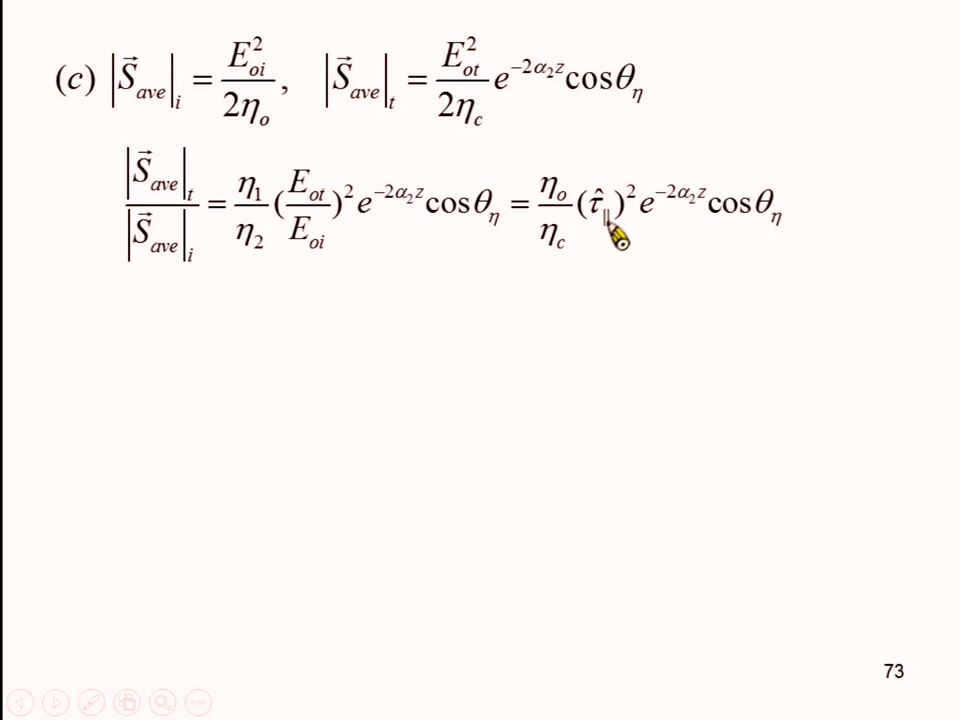 (c) |S⃗_ave|_i = E_oi^2 / 2η_o , |S⃗_ave|_t = E_ot^2 / 2η_c e^{-2α_2 z} cosθ_η
|S⃗_ave|_t / |S⃗_ave|_i = η_1 / η_2 (E_ot / E_oi)^2 e^{-2α_2 z} cosθ_η = η_o / η_c (τ̂_||)^2 e^{-2α_2 z} cosθ_η
73